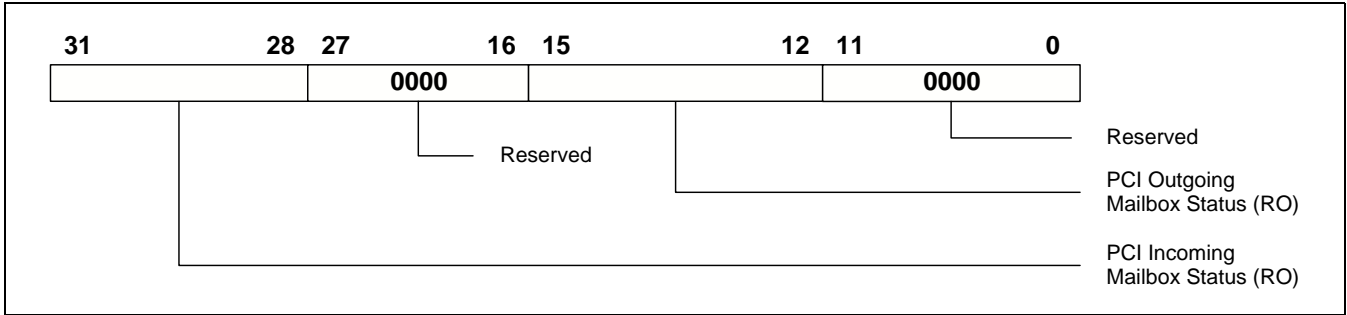 31 28 27 16 15 12 11 0
0000 0000
Reserved
Reserved
PCI Outgoing
Mailbox Status (RO)
PCI Incoming
Mailbox Status (RO)